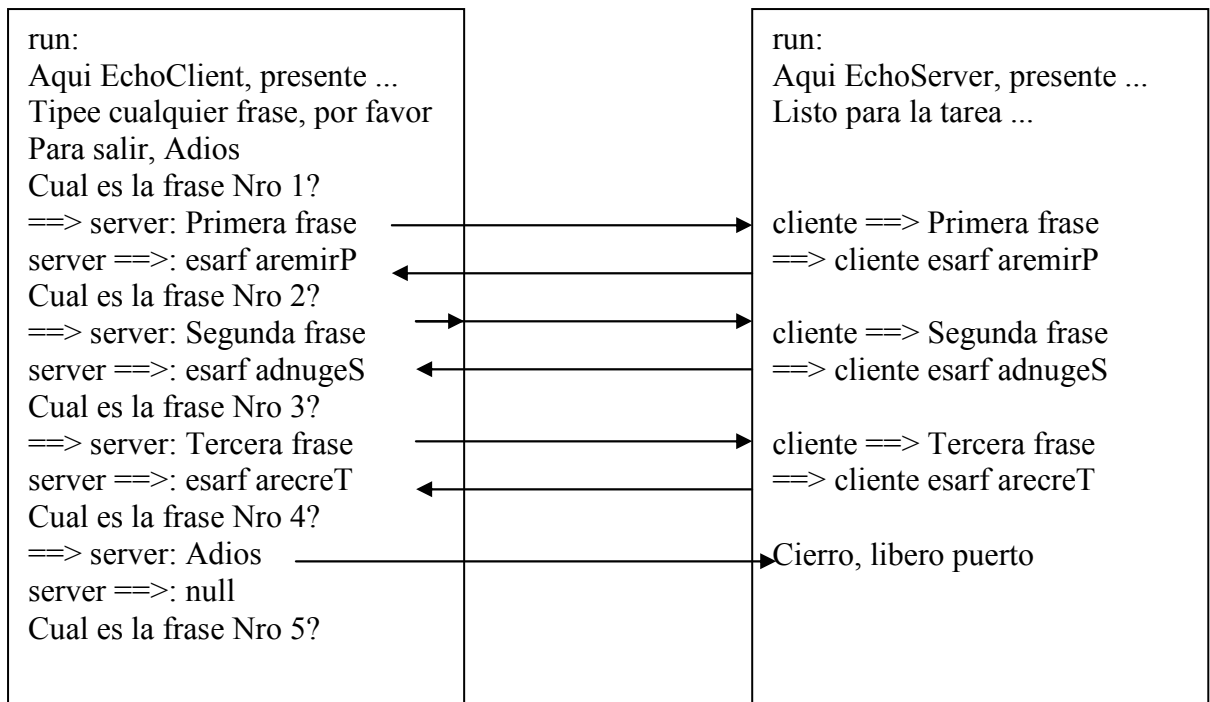 run:
Aqui EchoClient, presente ...
Tipee cualquier frase, por favor
Para salir, Adios
Cual es la frase Nro 1?
==> server: Primera frase
server ==>: esarf aremirP
Cual es la frase Nro 2?
==> server: Segunda frase
server ==>: esarf adnugeS
Cual es la frase Nro 3?
==> server: Tercera frase
server ==>: esarf arecreT
Cual es la frase Nro 4?
==> server: Adios
server ==>: null
Cual es la frase Nro 5?
run:
Aqui EchoServer, presente ...
Listo para la tarea ...
cliente ==> Primera frase
==> cliente esarf aremirP
cliente ==> Segunda frase
==> cliente esarf adnugeS
cliente ==> Tercera frase
==> cliente esarf arecreT
Cierro, libero puerto